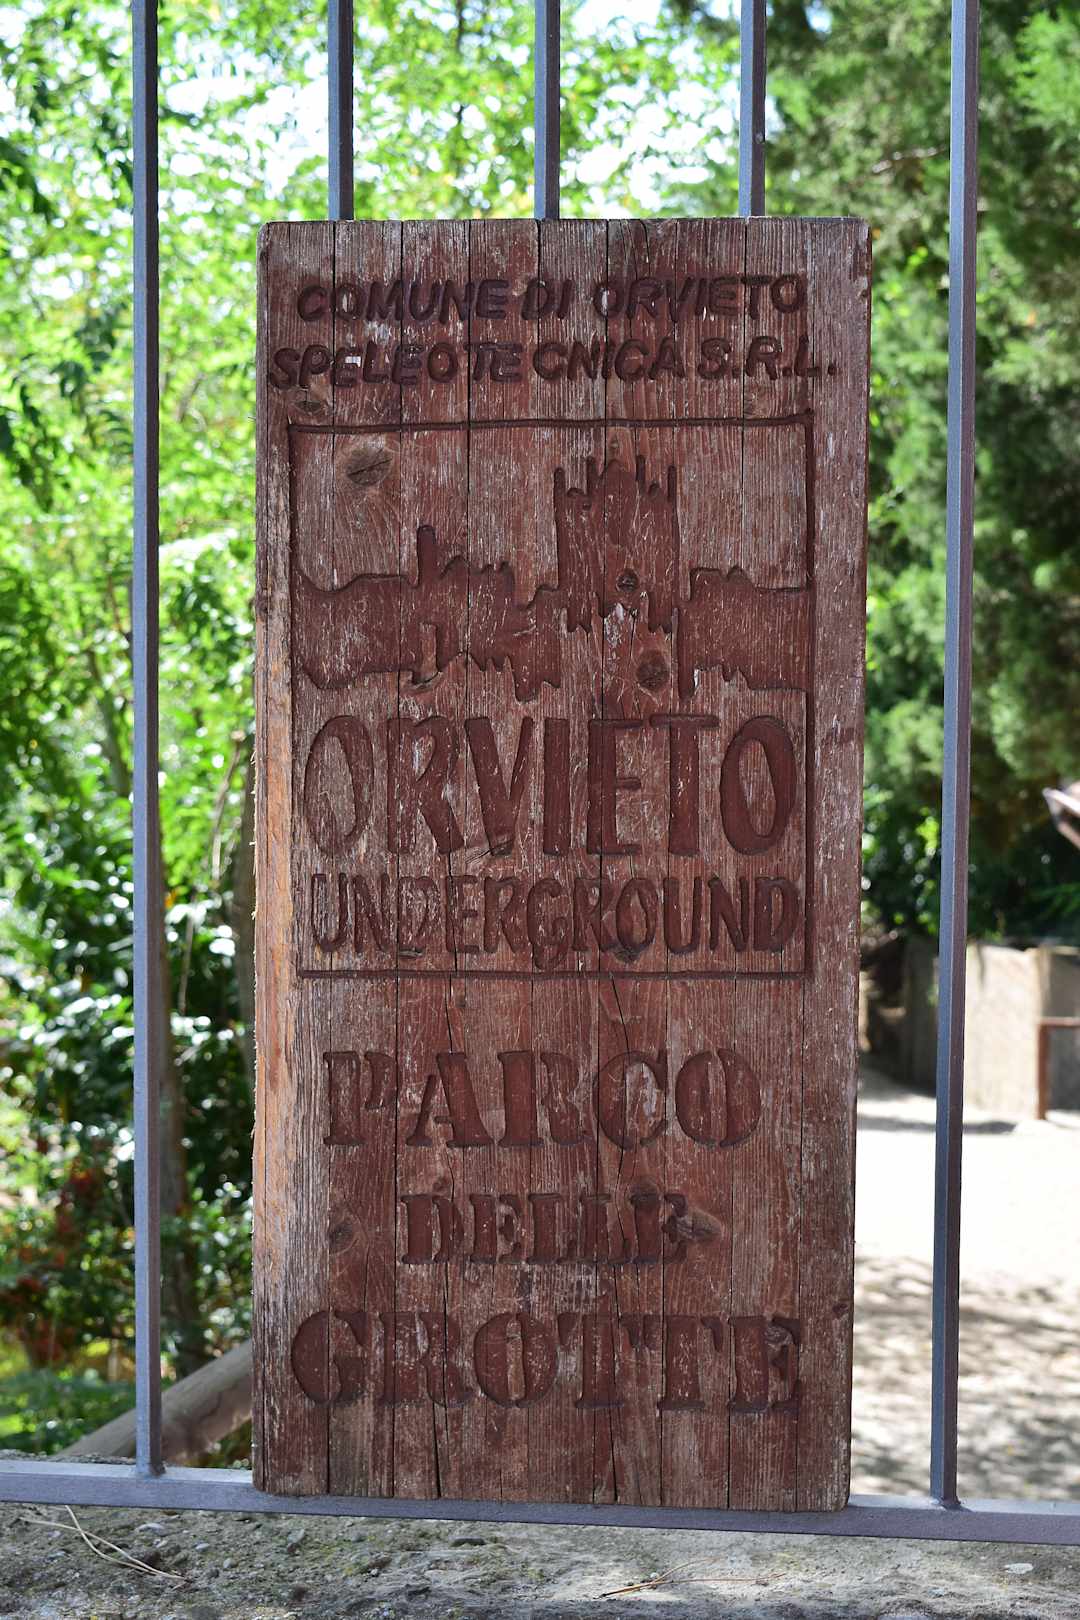 COMUNE DI ORVIETO
SPELEOTECNICA S.R.L.
ORVIETO
UNDERGROUND
PARCO
DELLE
GROTTE